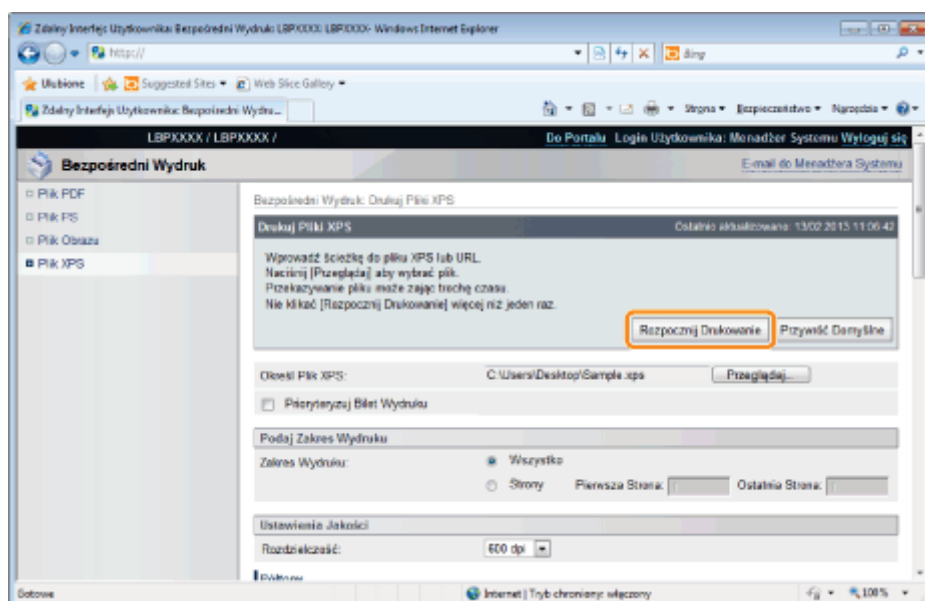 Zdalny Interfejs Użytkownika: Bezpośredni Wydruk: LBPXXXX: LBPXXXX- Windows Internet Explorer
http://
Bing
Ulubione Suggested Sites Web Slice Gallery
Zdalny Interfejs Użytkownika: Bezpośredni Wydru...
Strona Bezpieczeństwo Narzędzia
LBPXXXX / LBPXXXX /
Do Portalu Login Użytkownika: Menadżer Systemu Wyloguj się
Bezpośredni Wydruk
E-mail do Menadżera Systemu
Plik PDF
Plik PS
Plik Obrazu
Plik XPS
Bezpośredni Wydruk: Drukuj Pliki XPS
Drukuj Pliki XPS
Ostatnio aktualizowano: 13/02 2013 11:06:42
Wprowadź ścieżkę do pliku XPS lub URL.
Naciśnij [Przeglądaj] aby wybrać plik.
Przekazywanie pliku może zająć trochę czasu.
Nie klikać [Rozpocznij Drukowanie] więcej niż jeden raz.
Rozpocznij Drukowanie
Przywróć Domyślne
Określ Plik XPS:
C:\Users\Desktop\Sample.xps
Przeglądaj...
Priorytetyzuj Bilet Wydruku
Podaj Zakres Wydruku
Zakres Wydruku:
Wszystko
Strony Pierwsza Strona: Ostatnia Strona:
Ustawienia Jakości
Rozdzielczość:
600 dpi
Półtony
Gotowe
Internet | Tryb chroniony: włączony
100%